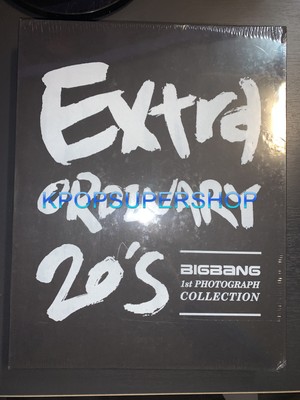 Extra
ORDINARY
KPOPSUPERSHOP
20'S
BIGBANG
1st PHOTOGRAPH
COLLECTION